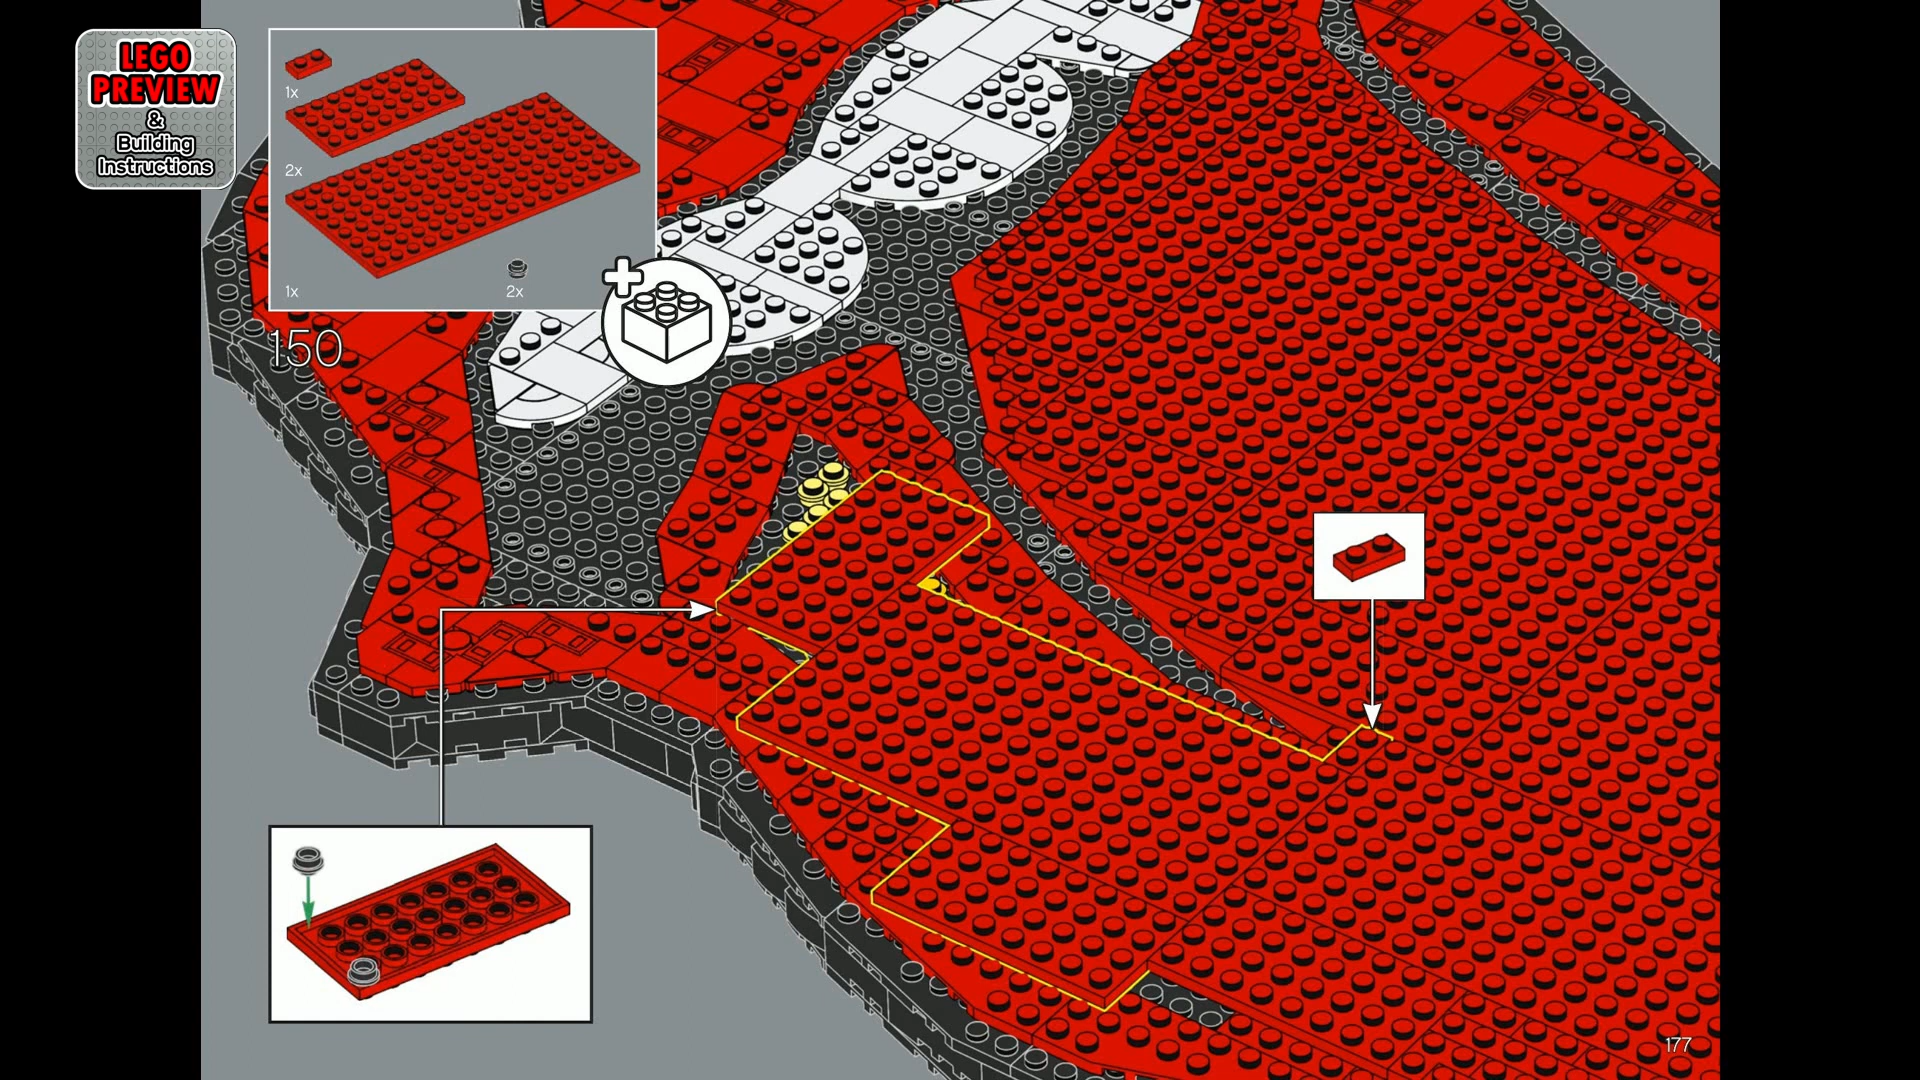 LEGO
PREVIEW
&
Building
Instructions
1x
2x
1x
2x
150
177